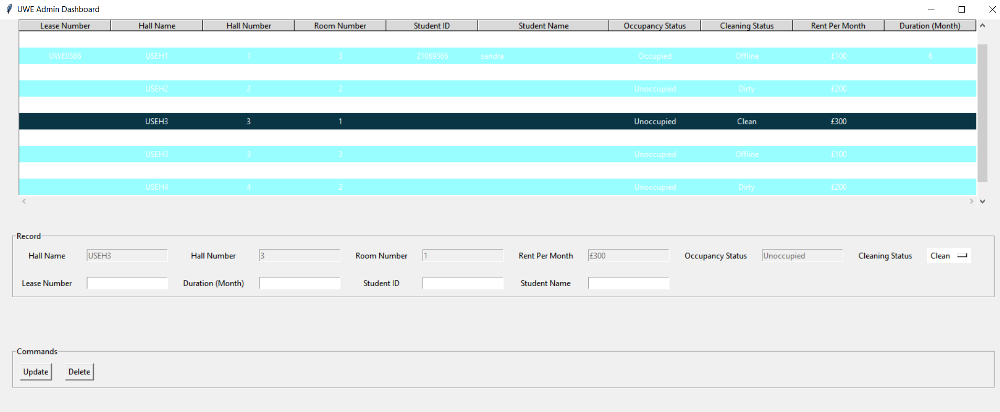 UWE Admin Dashboard
Lease Number Hall Name Hall Number Room Number Student ID Student Name Occupancy Status Cleaning Status Rent Per Month Duration (Month)
UWE0586 USEH1 1 3 21069366 sandra Occupied Offline £100 6
USEH2 2 2 Unoccupied Dirty £200
USEH3 3 1 Unoccupied Clean £300
USEH3 3 3 Unoccupied Offline £100
USEH4 4 2 Unoccupied Dirty £200
Record
Hall Name USEH3 Hall Number 3 Room Number 1 Rent Per Month £300 Occupancy Status Unoccupied Cleaning Status Clean
Lease Number Duration (Month) Student ID Student Name
Commands
Update Delete